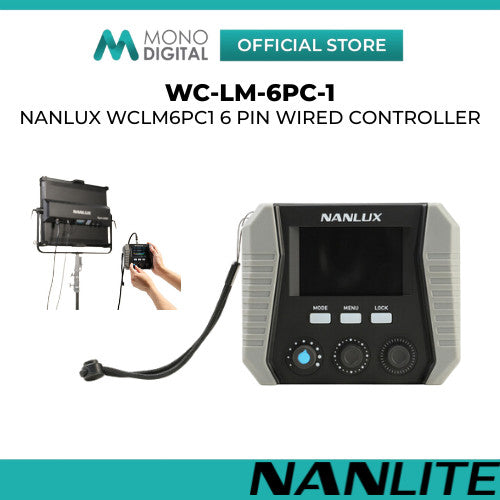 MONO
DIGITAL
OFFICIAL STORE
WC-LM-6PC-1
NANLUX WCLM6PC1 6 PIN WIRED CONTROLLER
NANLUX
NANLUX
MODE
MENU
LOCK
NANLITE